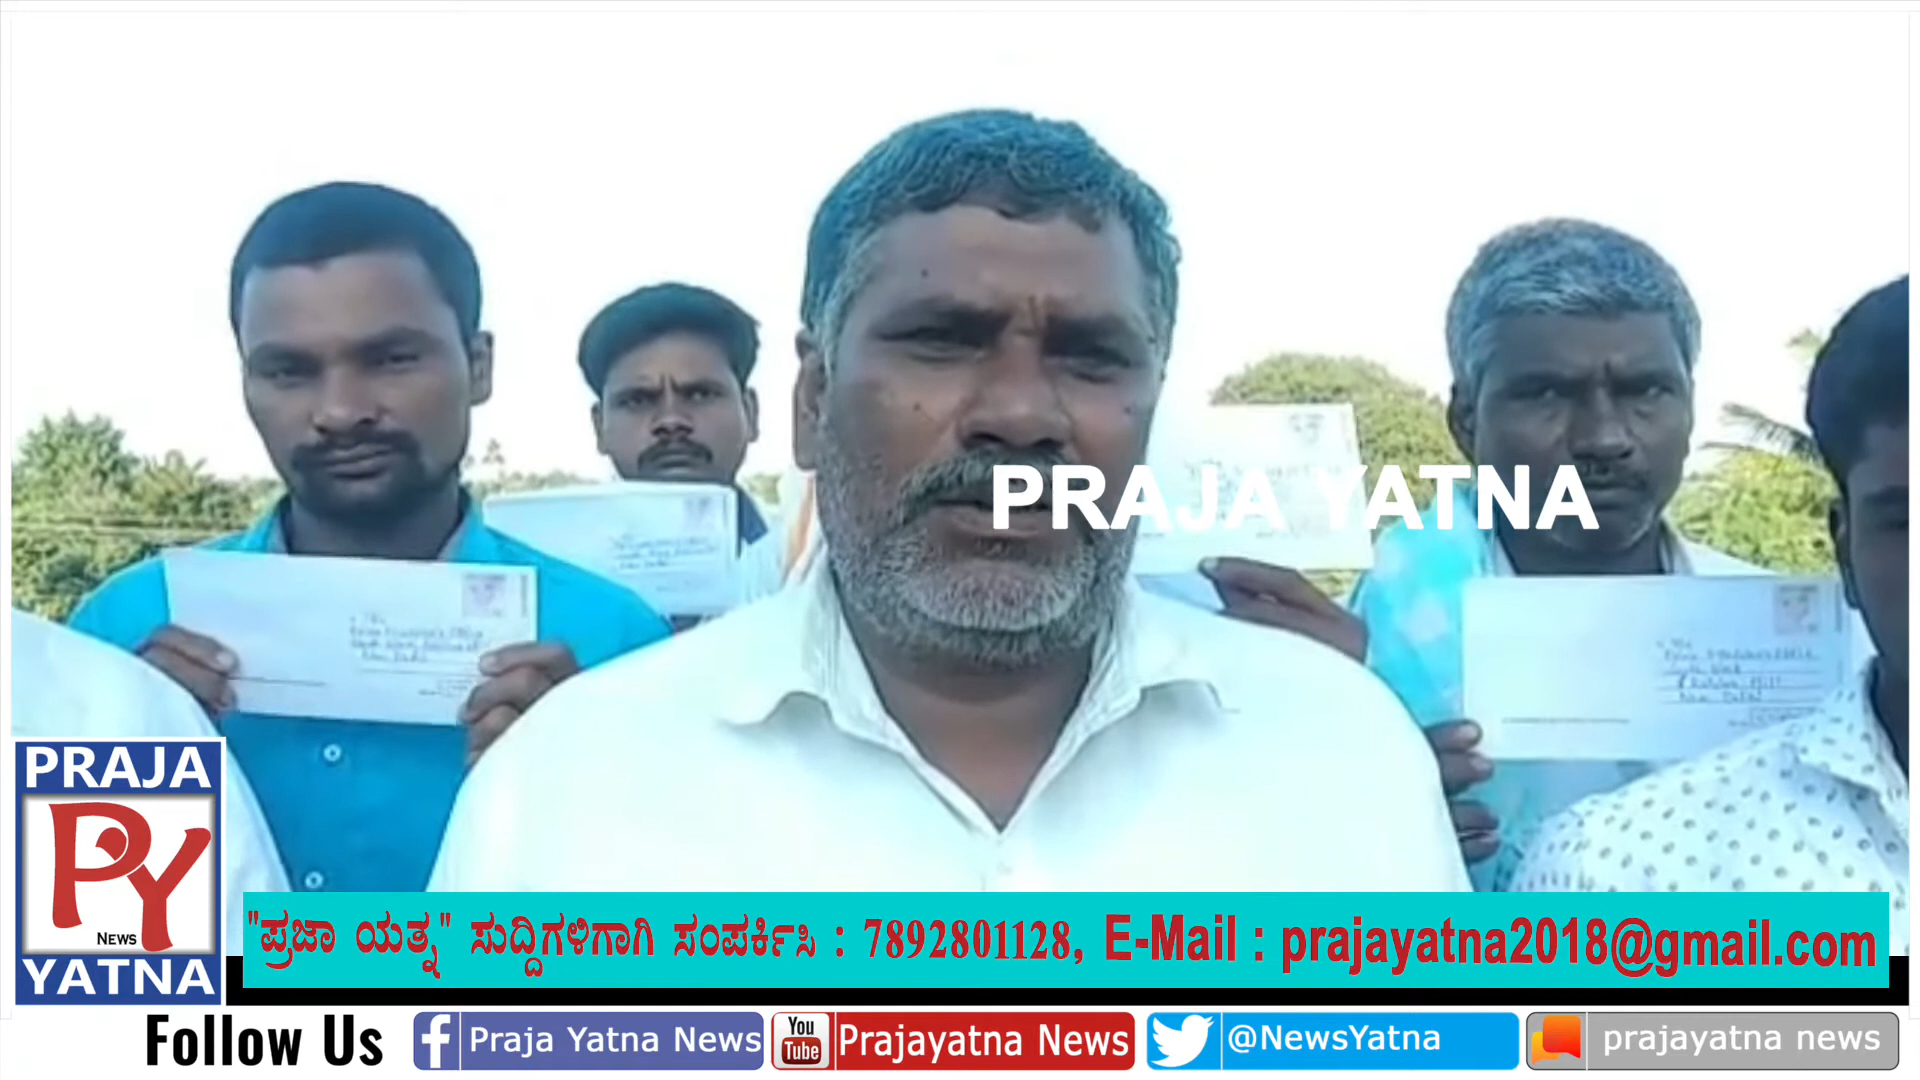 PRAJA YATNA
PRAJA
PY
NEWS
YATNA
"ಪ್ರಜಾ ಯತ್ನ" ಸುದ್ದಿಗಳಿಗಾಗಿ ಸಂಪರ್ಕಿಸಿ : 7892801128, E-Mail : prajayatna2018@gmail.com
Follow Us
f Praja Yatna News
You Tube Prajayatna News
@NewsYatna
prajayatna news